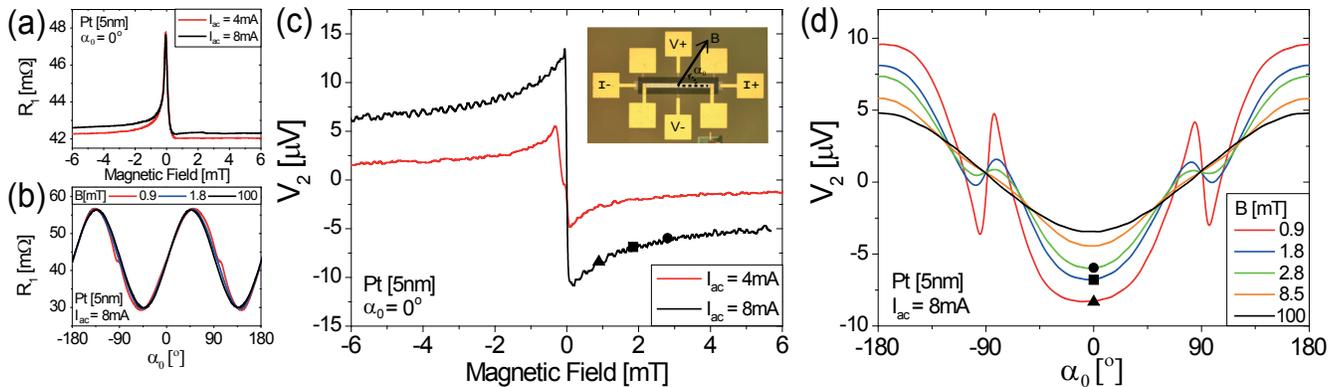 (a)
Pt [5nm]
α₀ = 0°
I_ac = 4mA
I_ac = 8mA
R₁ [mΩ]
48
46
44
42
-6 -4 -2 0 2 4 6
Magnetic Field [mT]
(b)
B[mT] 0.9 1.8 100
R₁ [mΩ]
60
50
40
30
Pt [5nm]
I_ac = 8mA
-180 -90 0 90 180
α₀ [°]
(c)
V₂ [μV]
15
10
5
0
-5
-10
-15
V+
B
α₀
I-
I+
V-
Pt [5nm]
α₀ = 0°
I_ac = 4mA
I_ac = 8mA
-6 -4 -2 0 2 4 6
Magnetic Field [mT]
(d)
V₂ [μV]
10
5
0
-5
-10
Pt [5nm]
I_ac = 8mA
B [mT]
0.9
1.8
2.8
8.5
100
-180 -90 0 90 180
α₀ [°]